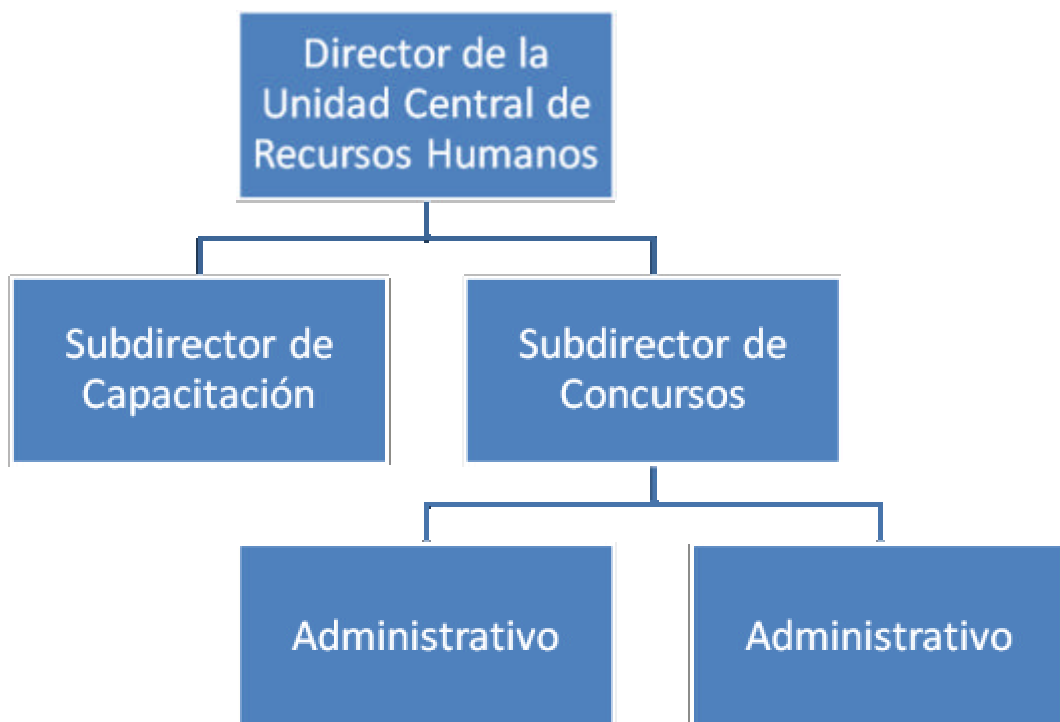 Director de la
Unidad Central de
Recursos Humanos
Subdirector de
Capacitación
Subdirector de
Concursos
Administrativo
Administrativo